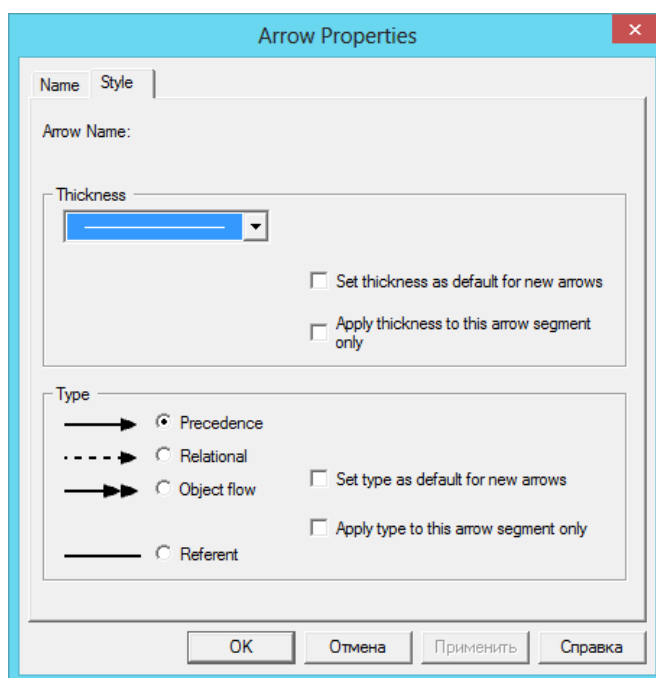 Arrow Properties
Name Style
Arrow Name:
Thickness
Set thickness as default for new arrows
Apply thickness to this arrow segment
only
Type
Precedence
Relational
Object flow
Set type as default for new arrows
Apply type to this arrow segment only
Referent
OK Отмена Применить Справка